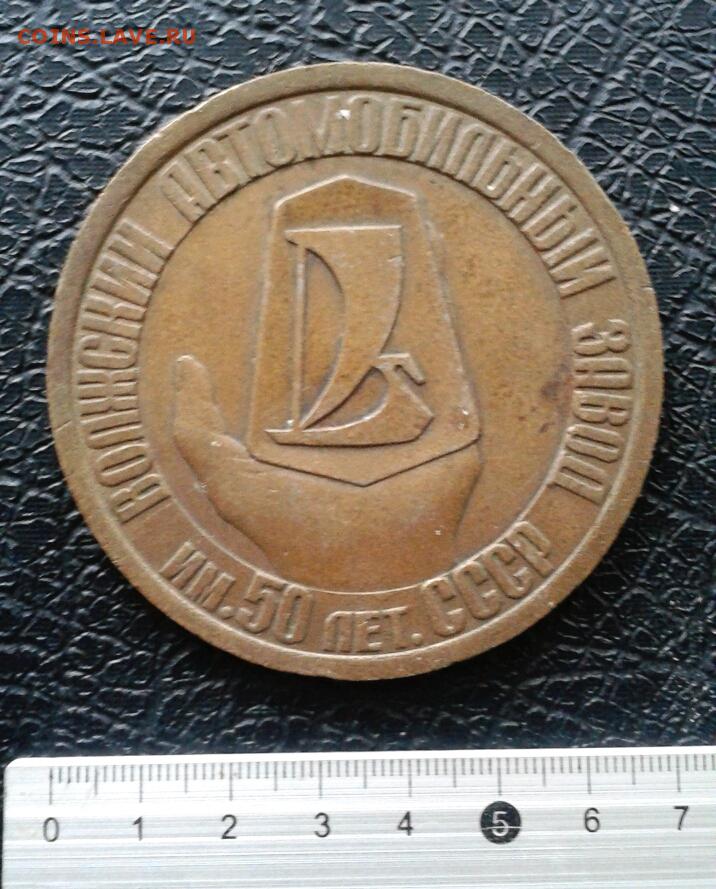 COINS.LAVE.RU
ВОЛЖСКИЙ АВТОМОБИЛЬНЫЙ ЗАВОД
ИМ. 50 ЛЕТ. СССР
0 1 2 3 4 5 6 7